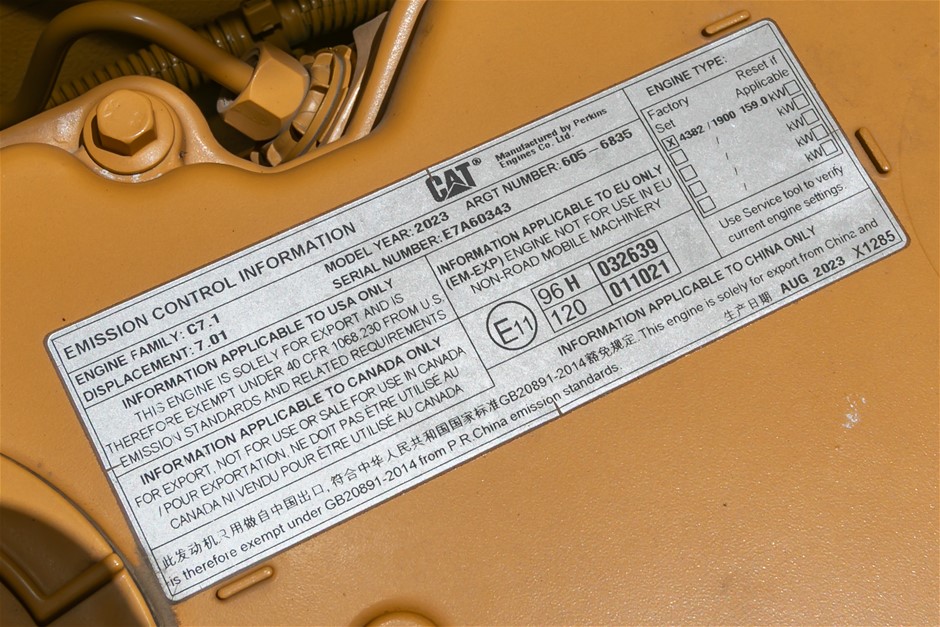 EMISSION CONTROL INFORMATION
CAT®
Manufactured by Perkins
Engines Co. Ltd.
ENGINE FAMILY: C7.1
MODEL YEAR: 2023 ARGT NUMBER: 605 - 6835
DISPLACEMENT: 7.01
SERIAL NUMBER: E7A60343
INFORMATION APPLICABLE TO USA ONLY
THIS ENGINE IS SOLELY FOR EXPORT AND IS
THEREFORE EXEMPT UNDER 40 CFR 1068.230 FROM U.S.
EMISSION STANDARDS AND RELATED REQUIREMENTS
INFORMATION APPLICABLE TO CANADA ONLY
FOR EXPORT, NOT FOR USE OR SALE FOR USE IN CANADA
/ POUR EXPORTATION, NE DOIT PAS ETRE UTILISÉ AU
CANADA NI VENDU POUR ÊTRE UTILISÉ AU CANADA
INFORMATION APPLICABLE TO EU ONLY
(EM-EXP) ENGINE NOT FOR USE IN EU
NON-ROAD MOBILE MACHINERY
E11
96 H 032639
120 011021
ENGINE TYPE:
Factory
Set
Reset if
Applicable
X 4382 / 1900 159.0 kW
/ kW
/ kW
/ kW
Use Service tool to verify
current engine settings.
INFORMATION APPLICABLE TO CHINA ONLY
此发动机只用做自中国出口, 符合中华人民共和国国家标准GB20891-2014豁免规定. This engine is solely for export from China and
is therefore exempt under GB20891-2014 from P.R.China emission standards.
生产日期 AUG 2023 X1285